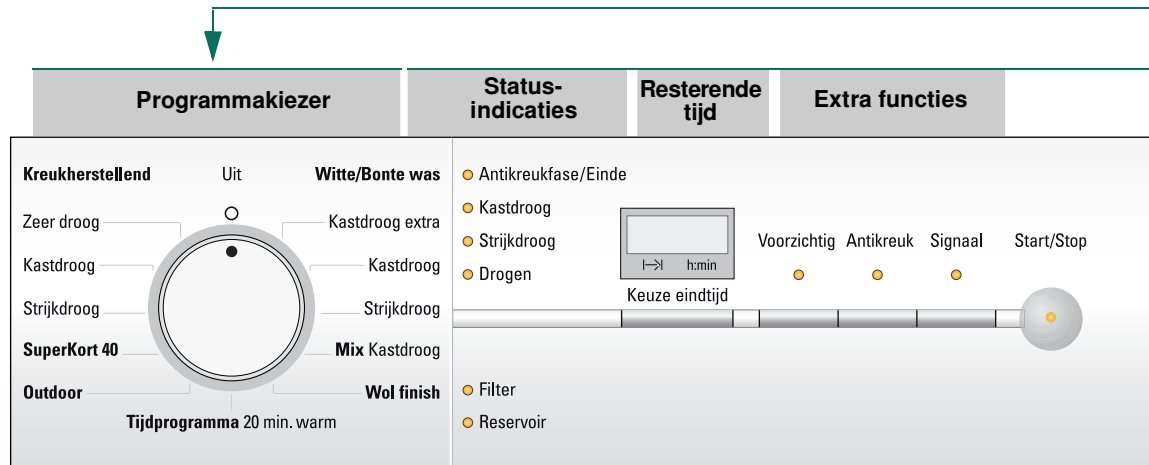 Programmakiezer
Status-
indicaties
Resterende
tijd
Extra functies
Kreukherstellend
Uit
Witte/Bonte was
Zeer droog
Kastdroog extra
Kastdroog
Kastdroog
Strijkdroog
Strijkdroog
SuperKort 40
Mix Kastdroog
Outdoor
Wol finish
Tijdprogramma 20 min. warm
Antikreukfase/Einde
Kastdroog
Strijkdroog
Drogen
h:min
Keuze eindtijd
Voorzichtig
Antikreuk
Signaal
Start/Stop
Filter
Reservoir